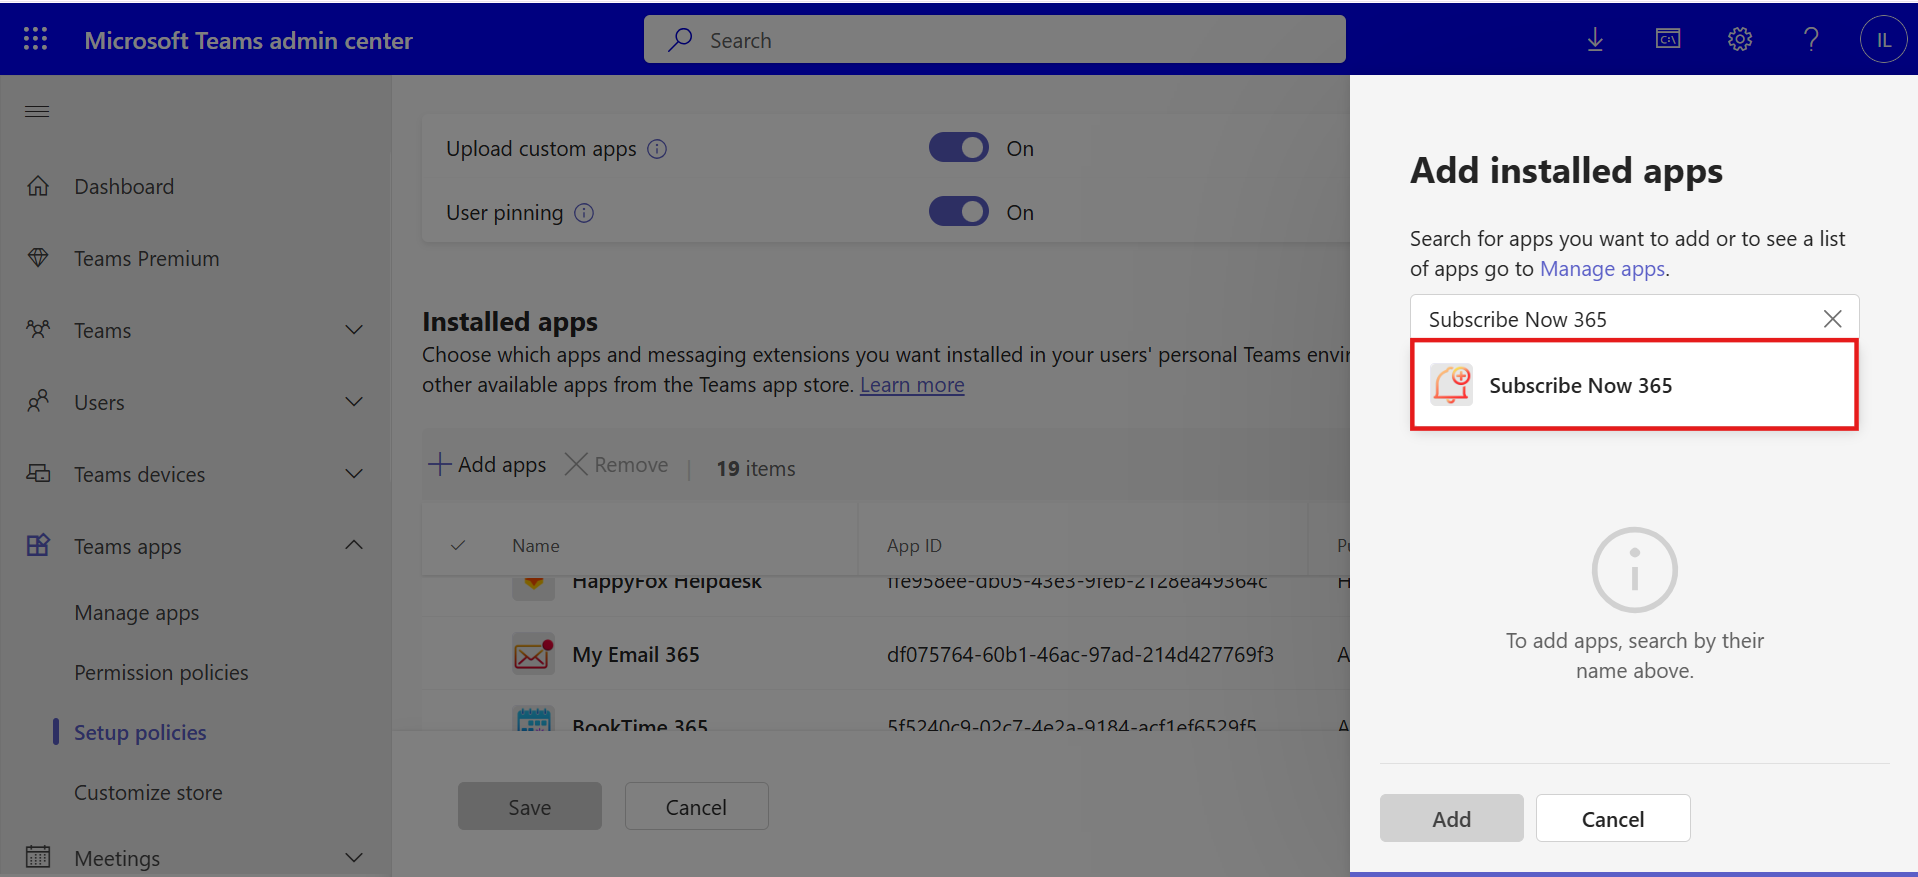 Microsoft Teams admin center
Search
IL
Dashboard
Teams Premium
Teams
Users
Teams devices
Teams apps
Manage apps
Permission policies
Setup policies
Customize store
Meetings
Upload custom apps
On
User pinning
On
Installed apps
Choose which apps and messaging extensions you want installed in your users' personal Teams envi
other available apps from the Teams app store. Learn more
Add apps Remove | 19 items
Name App ID
HappyFox Helpdesk ffe958ee-db05-43e3-9feb-2128ea49364c H
My Email 365 df075764-60b1-46ac-97ad-214d427769f3 A
BookTime 365 5f5240c9-02c7-4e2a-9184-acf1ef6529f5 A
Save Cancel
Add installed apps
Search for apps you want to add or to see a list
of apps go to Manage apps.
Subscribe Now 365
Subscribe Now 365
To add apps, search by their
name above.
Add Cancel